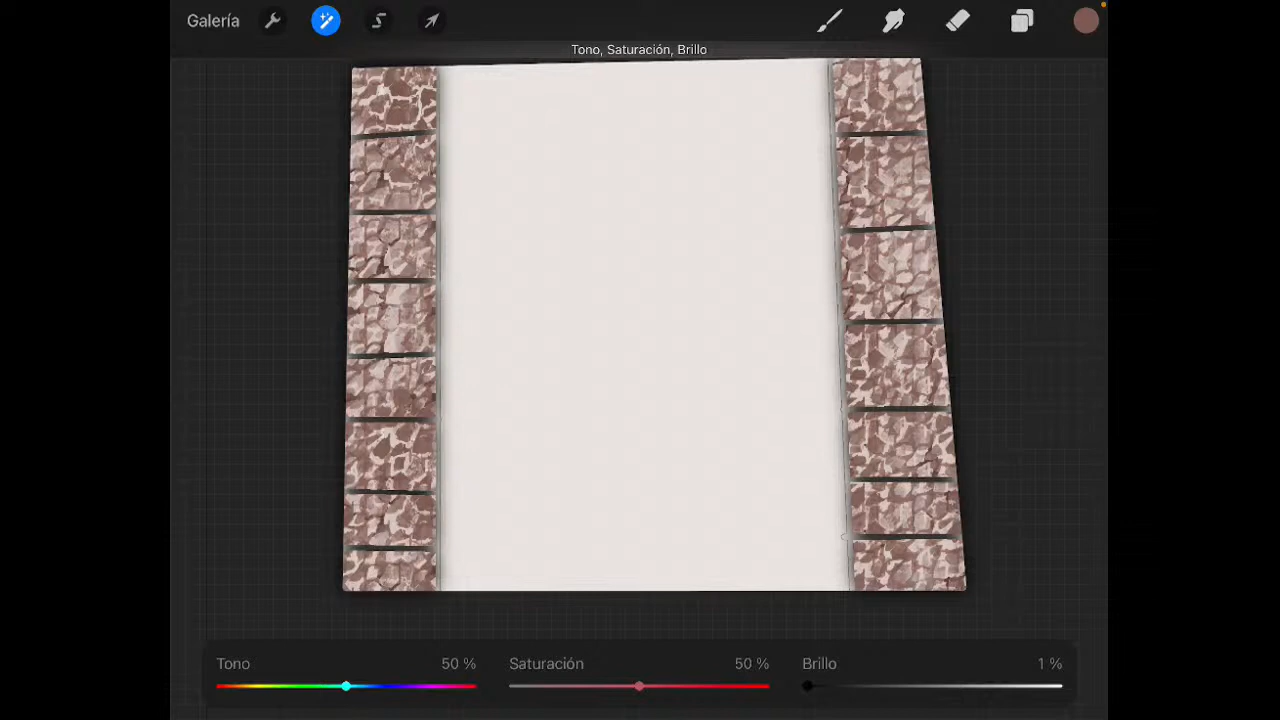 Galería
Tono, Saturación, Brillo
Tono 50 % Saturación 50 % Brillo 1 %